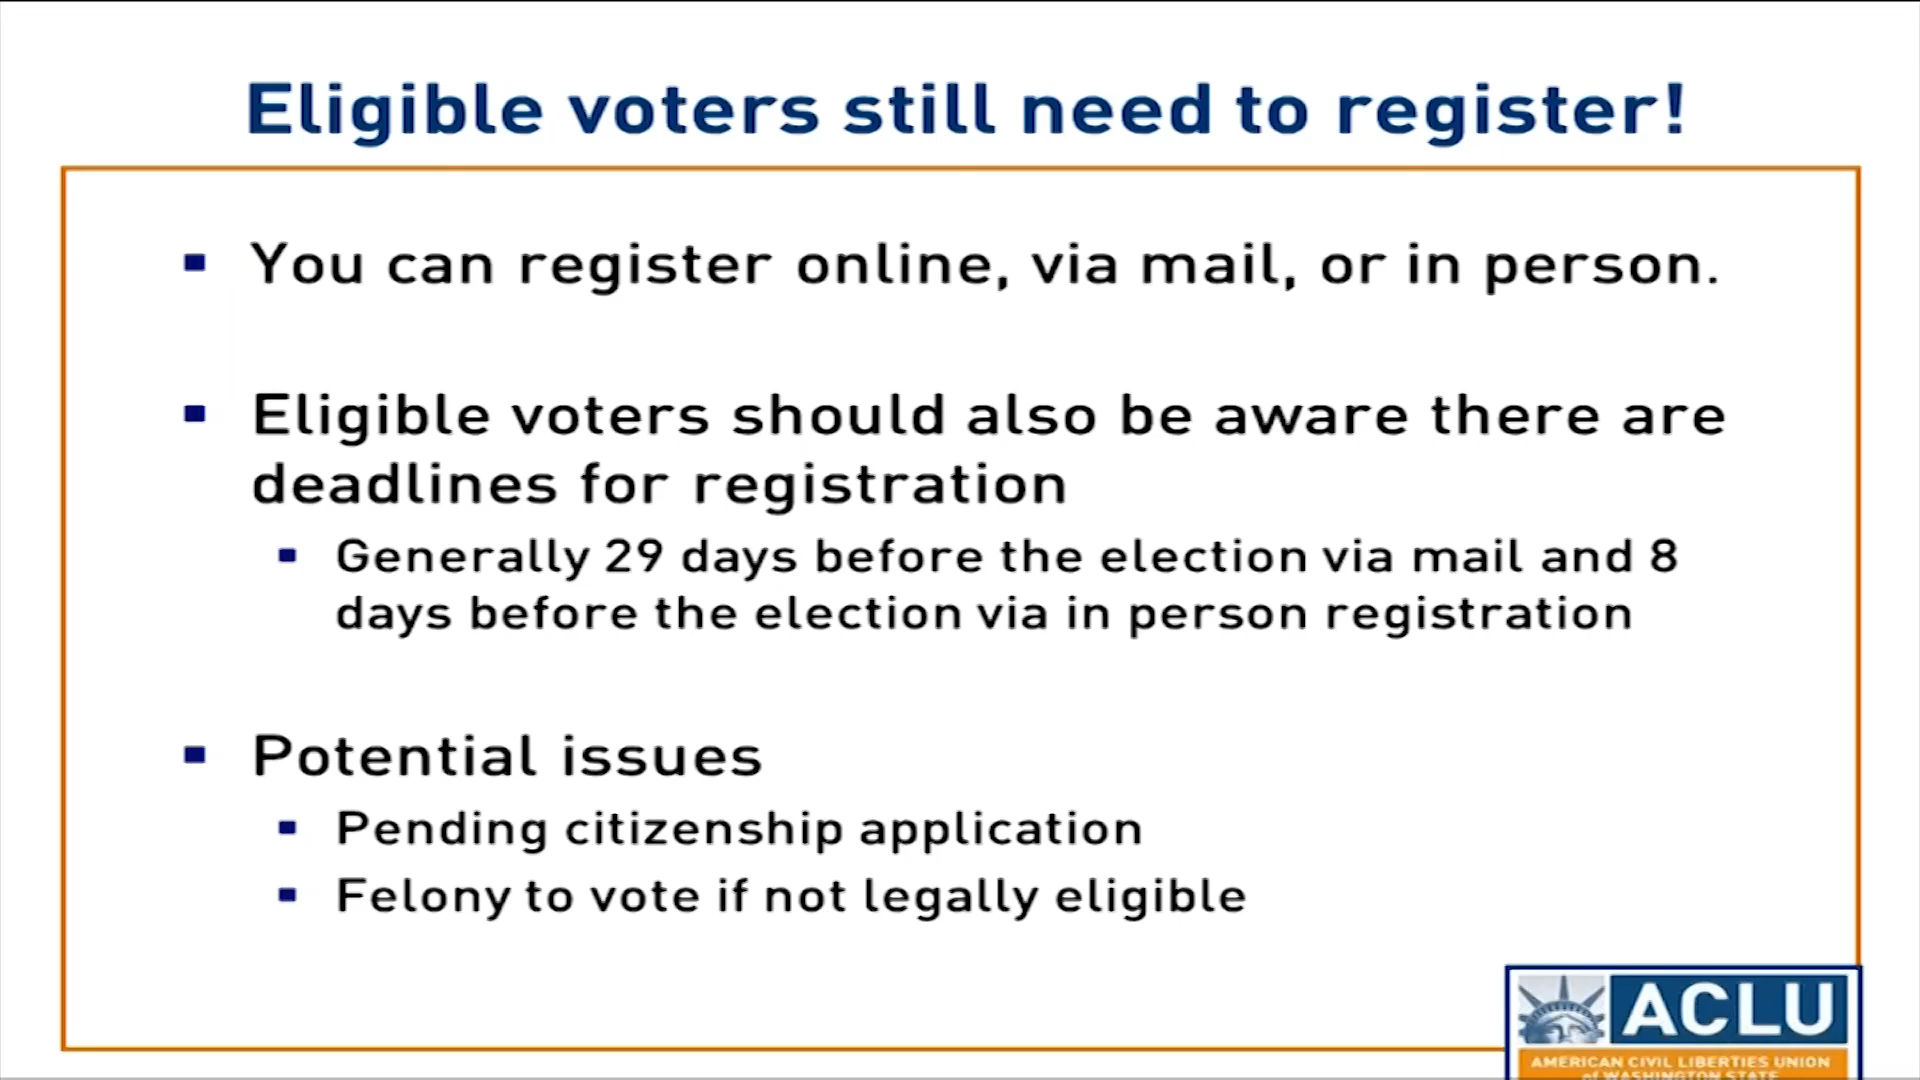 Eligible voters still need to register!
You can register online, via mail, or in person.
Eligible voters should also be aware there are
deadlines for registration
Generally 29 days before the election via mail and 8
days before the election via in person registration
Potential issues
Pending citizenship application
Felony to vote if not legally eligible
ACLU
AMERICAN CIVIL LIBERTIES UNION
of WASHINGTON STATE